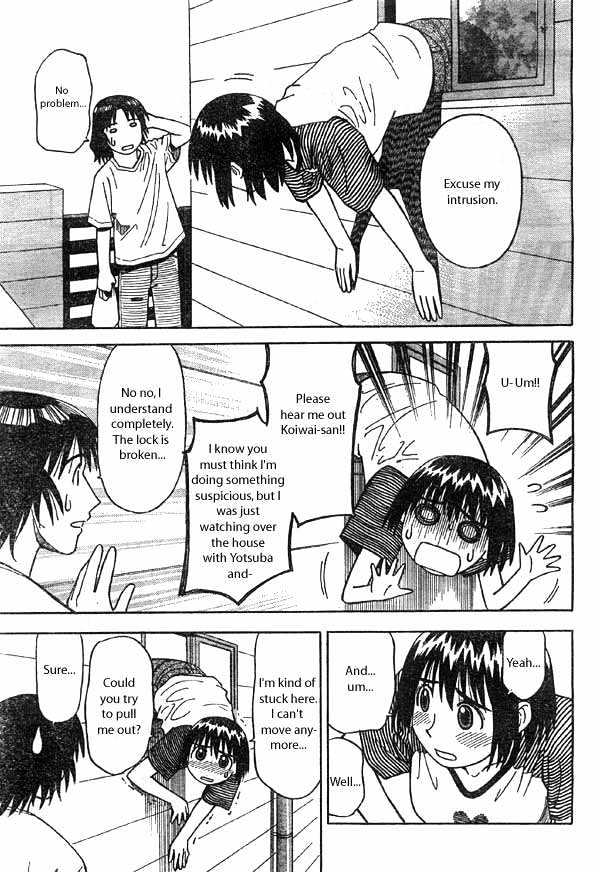 Excuse my
intrusion.
No
problem...
U- Um!!
Please
hear me out
Koiwai-san!!
I know you
must think I'm
doing something
suspicious, but I
was just
watching over
the house
with Yotsuba
and-
No no, I
understand
completely.
The lock is
broken...
Yeah...
And...
um...
Well...
I'm kind of
stuck here.
I can't
move any-
more...
Could
you try
to pull
me out?
Sure...